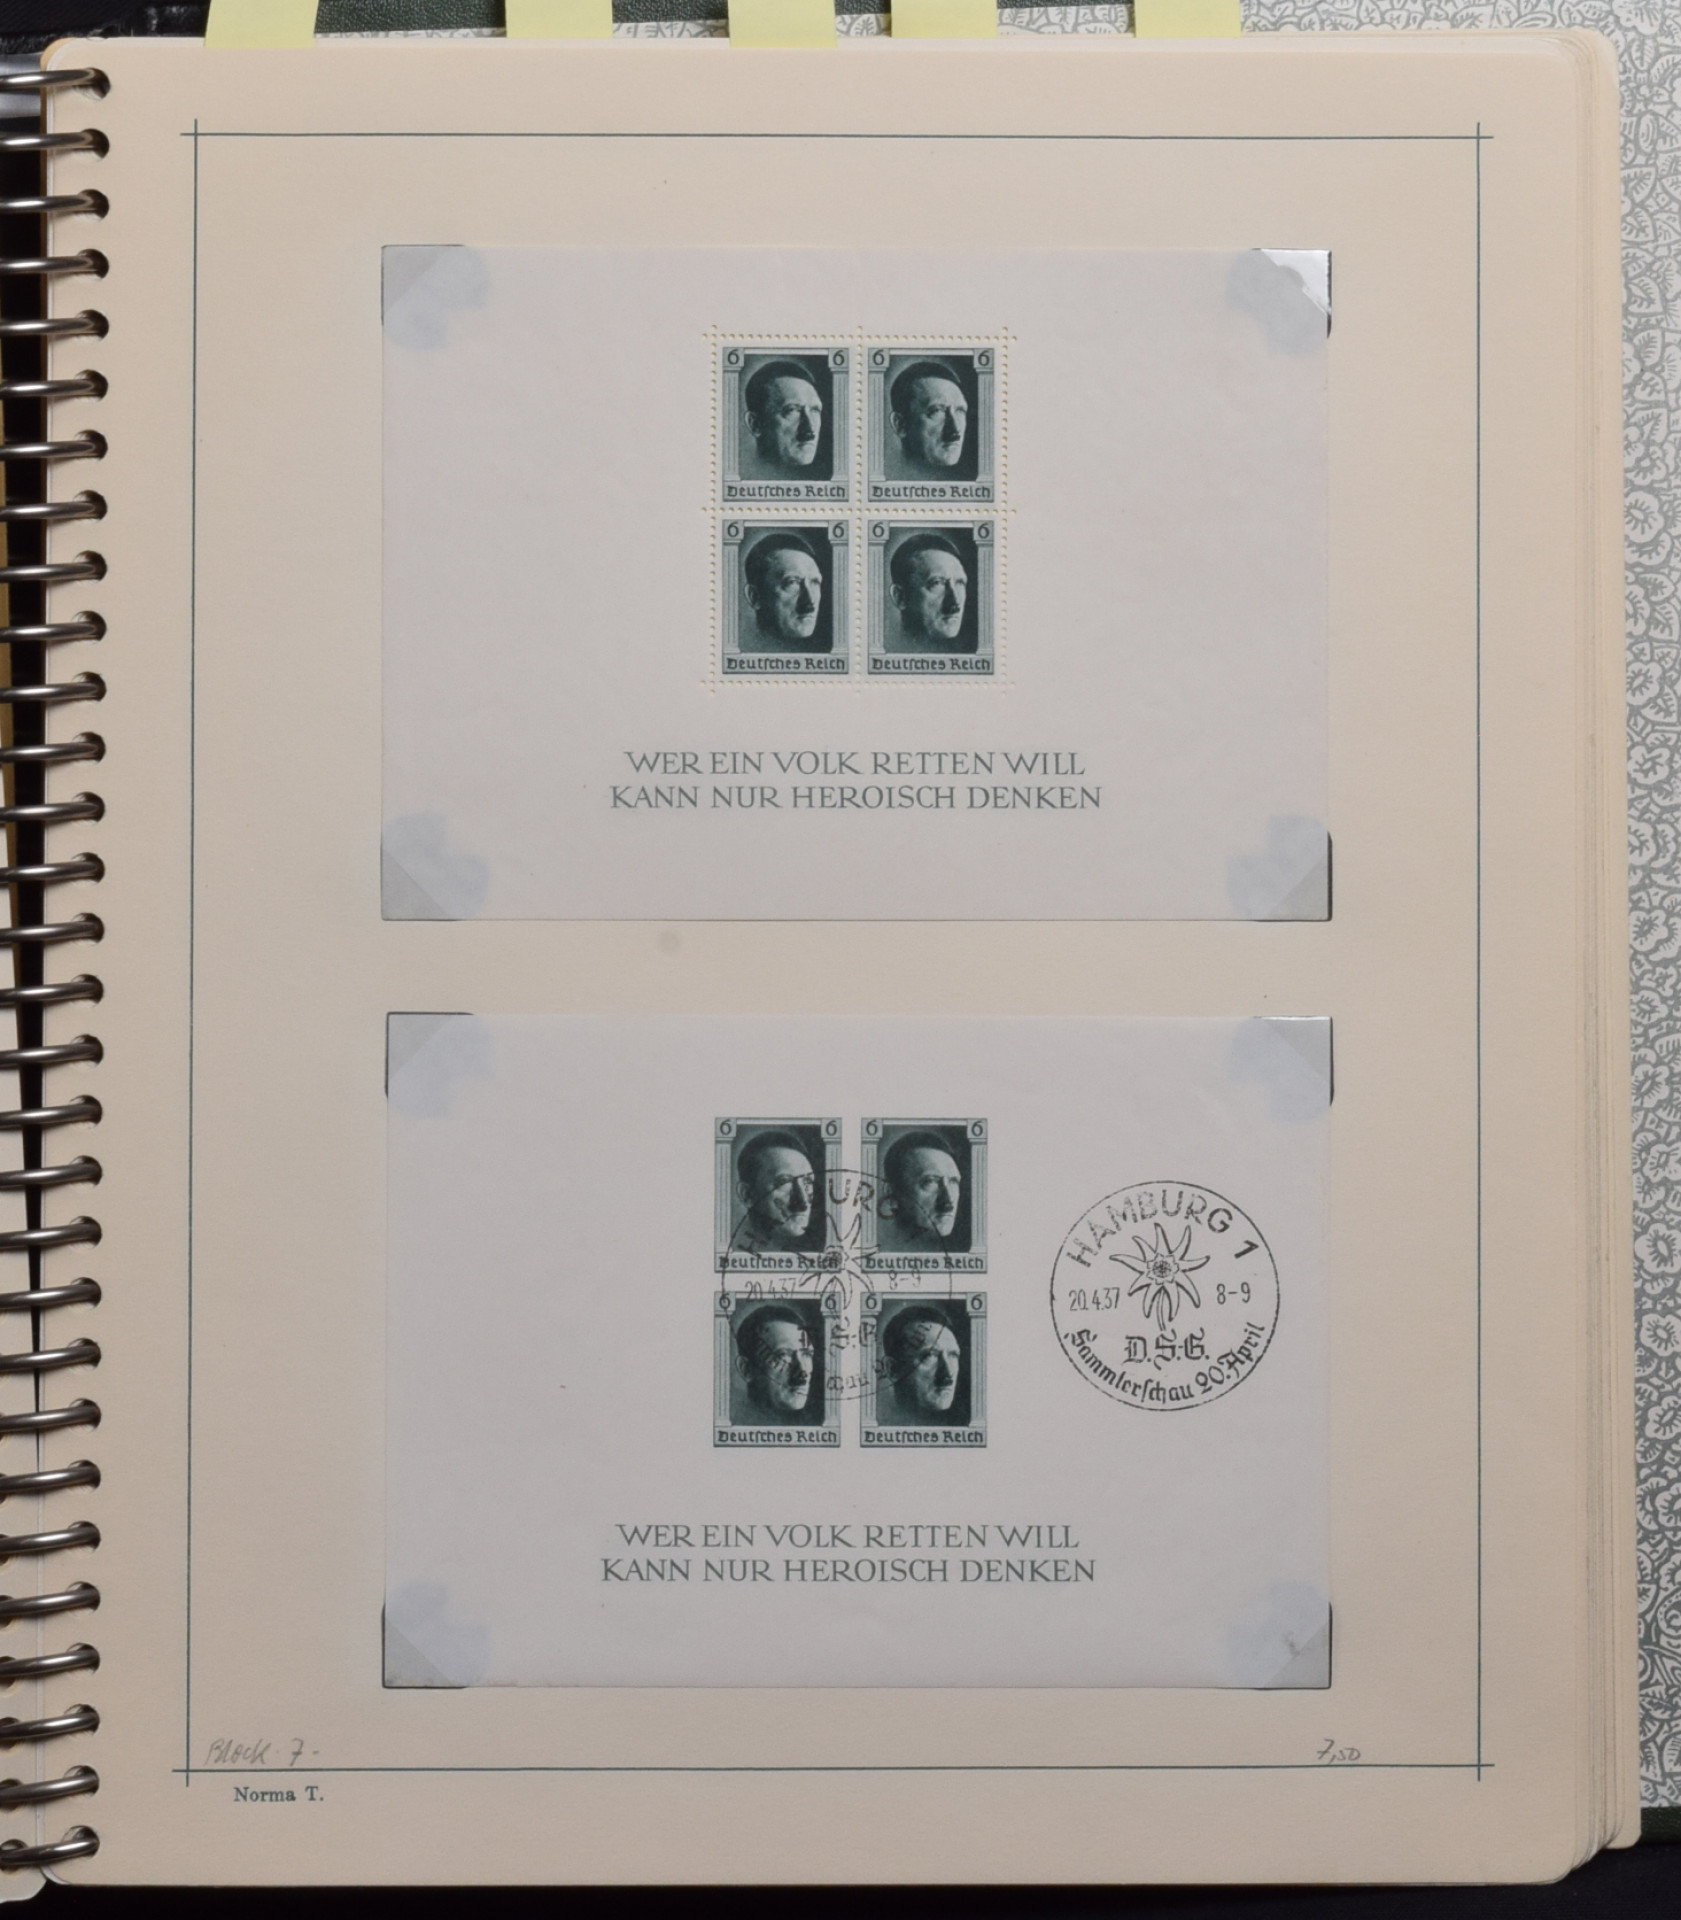 6 6 6 6
Deutsches Reich Deutsches Reich
6 6 6 6
Deutsches Reich Deutsches Reich
WER EIN VOLK RETTEN WILL
KANN NUR HEROISCH DENKEN
6 6 6 6
Deutsches Reich Deutsches Reich
6 6 6 6
Deutsches Reich Deutsches Reich
HAMBURG 1
20.4.37 8-9
D.S.G.
Sammlerschau 20. April
WER EIN VOLK RETTEN WILL
KANN NUR HEROISCH DENKEN
Block 7-
7,50
Norma T.